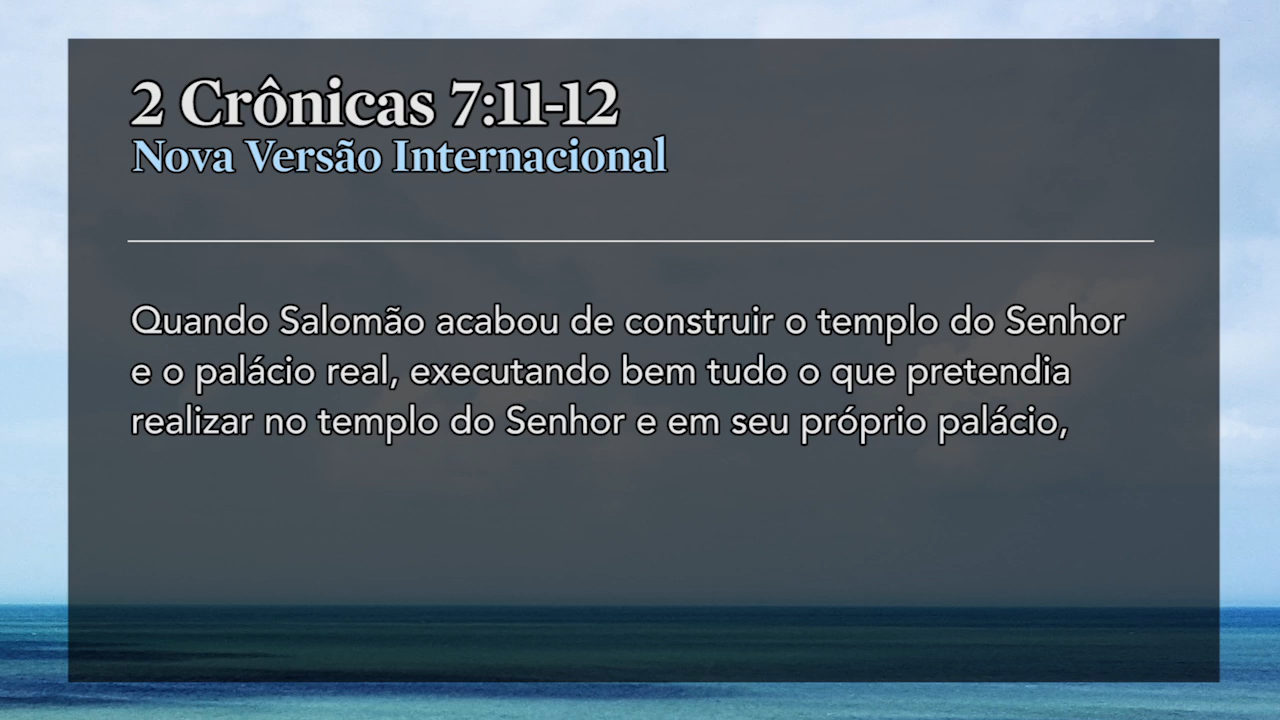 2 Crônicas 7:11-12
Nova Versão Internacional
Quando Salomão acabou de construir o templo do Senhor
e o palácio real, executando bem tudo o que pretendia
realizar no templo do Senhor e em seu próprio palácio,